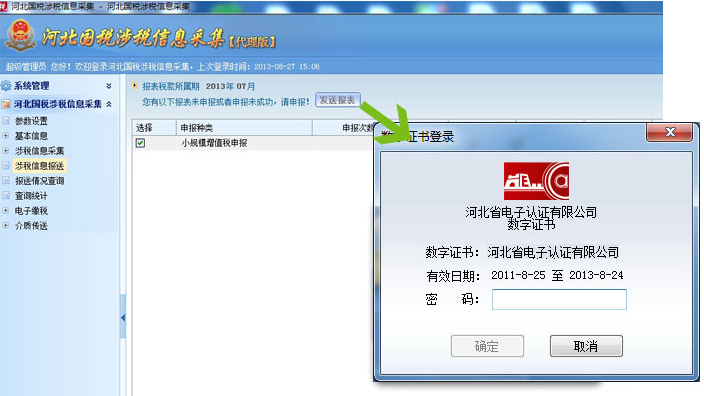 河北国税涉税信息采集 - 河北国税涉税信息采集
河北国税涉税信息采集【代理版】
超级管理员 您好！欢迎登录河北国税涉税信息采集，上次登录时间：2013-08-27 15:06
系统管理
河北国税涉税信息采集
参数设置
基本信息
涉税信息采集
涉税信息报送
报送情况查询
查询统计
电子缴税
介质传送
报表税款所属期 2013年 07月
您有以下报表未申报或者申报未成功，请申报！ 发送报表
选择 申报种类 申报次数
小规模增值税申报
数字证书登录
河北省电子认证有限公司
数字证书
数字证书： 河北省电子认证有限公司
有效日期： 2011-8-25 至 2013-8-24
密 码：
确定 取消